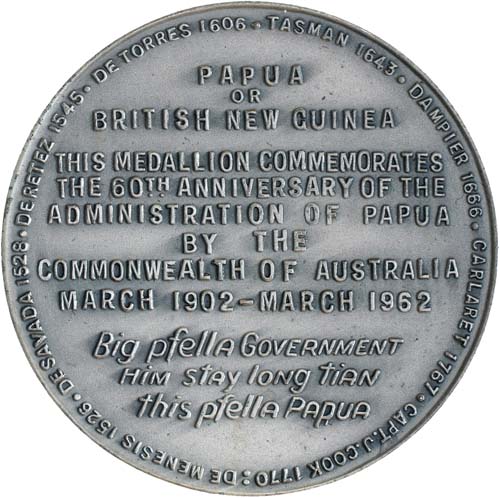 PAPUA
OR
BRITISH NEW GUINEA
THIS MEDALLION COMMEMORATES
THE 60TH ANNIVERSARY OF THE
ADMINISTRATION OF PAPUA
BY THE
COMMONWEALTH OF AUSTRALIA
MARCH 1902-MARCH 1962
Big pfella GOVERNMENT
HIM STAY LONG TIAN
THIS pfella PAPUA
DE MENESIS 1526 • DE SAVADA 1528 • DE RETEZ 1545 • DE TORRES 1606 • TASMAN 1643 • DAMPIER 1666 • CARLARET 1767 • CAPT. J. COOK 1770: